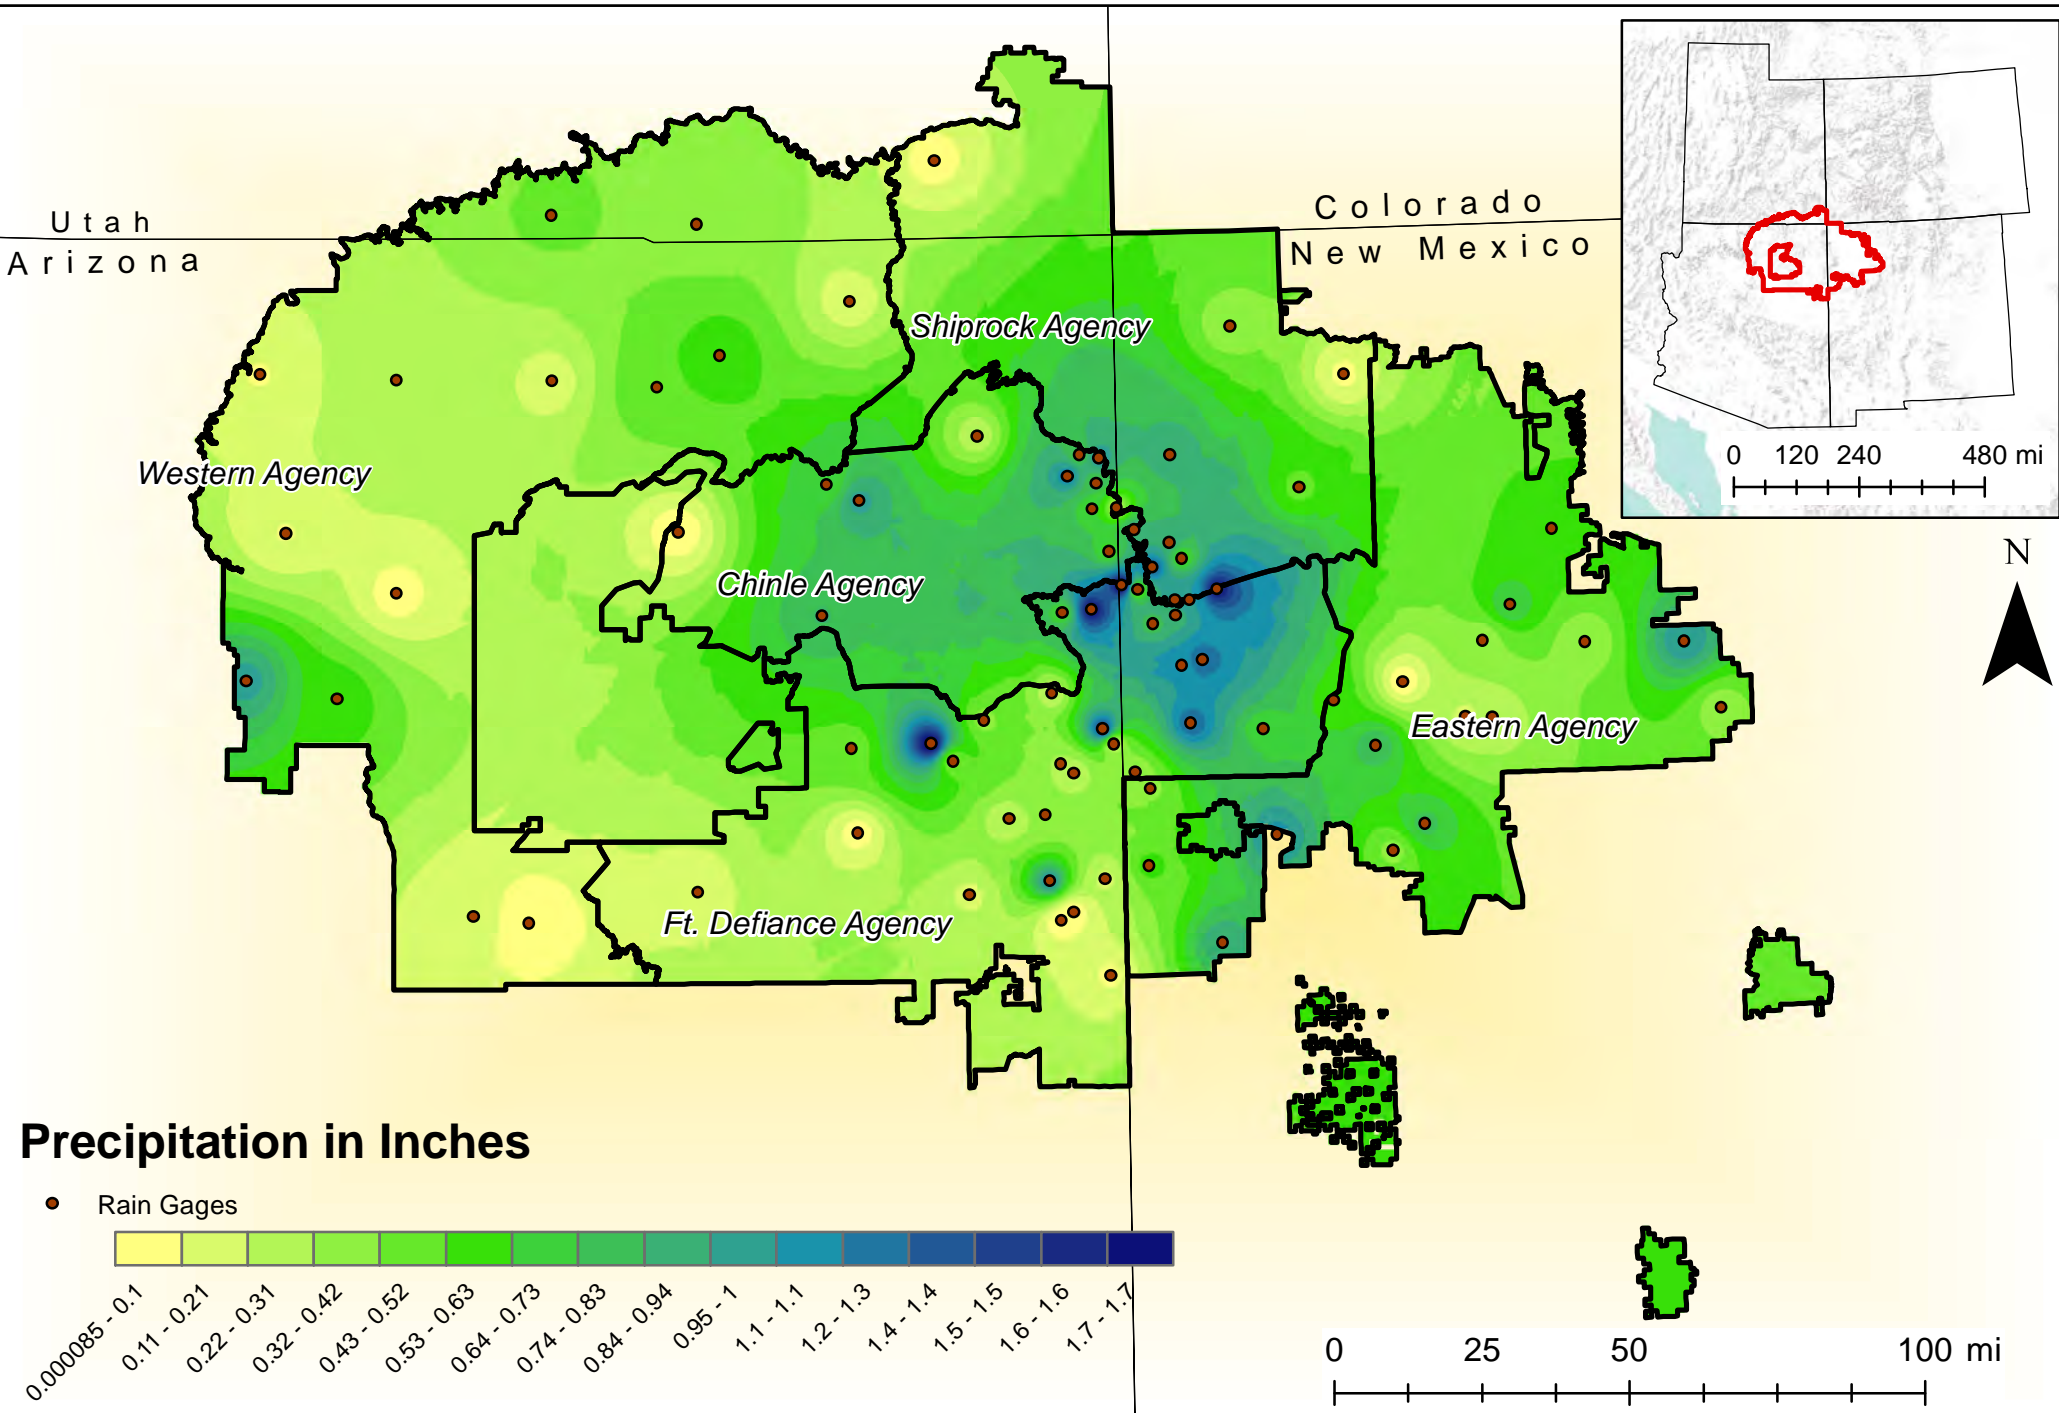 Utah
Arizona
Colorado
New Mexico
0 120 240 480 mi
N
Shiprock Agency
Western Agency
Chinle Agency
Eastern Agency
Ft. Defiance Agency
Precipitation in Inches
Rain Gages
0.000085 - 0.1
0.11 - 0.21
0.22 - 0.31
0.32 - 0.42
0.43 - 0.52
0.53 - 0.63
0.64 - 0.73
0.74 - 0.83
0.84 - 0.94
0.95 - 1
1.1 - 1.1
1.2 - 1.3
1.4 - 1.4
1.5 - 1.5
1.6 - 1.6
1.7 - 1.7
0 25 50 100 mi